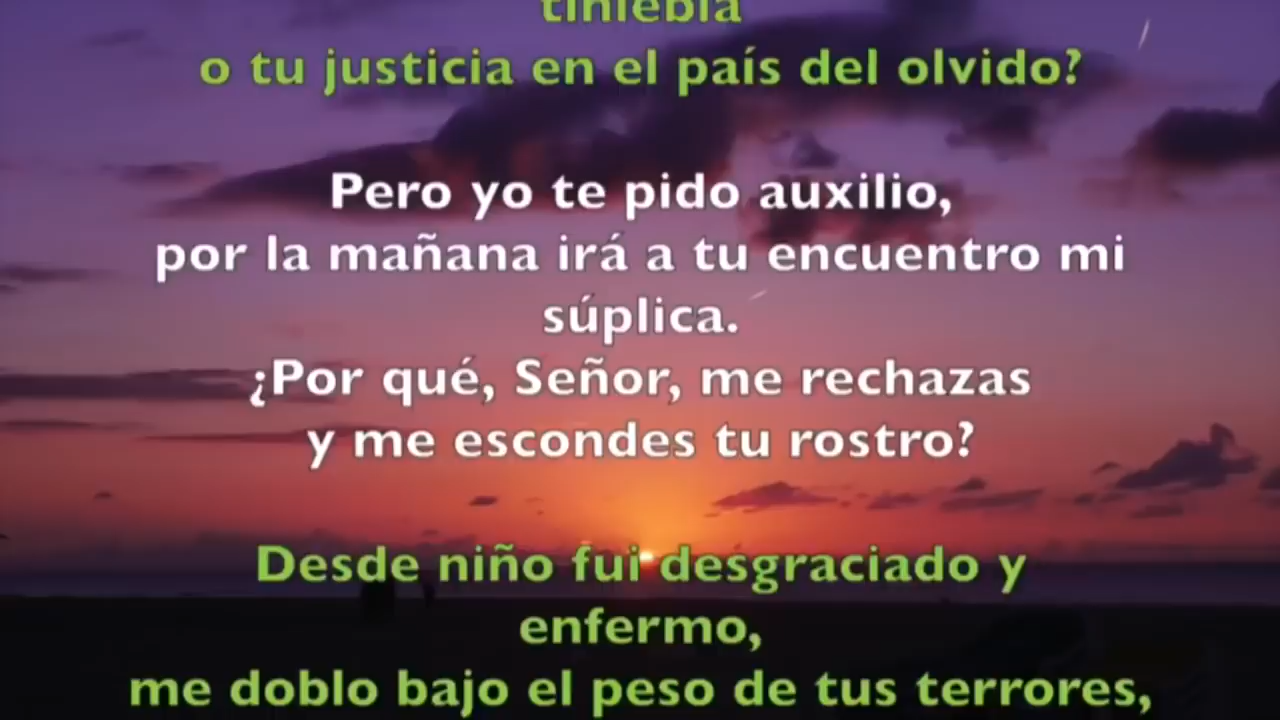 tiniebla
o tu justicia en el país del olvido?
Pero yo te pido auxilio,
por la mañana irá a tu encuentro mi
súplica.
¿Por qué, Señor, me rechazas
y me escondes tu rostro?
Desde niño fui desgraciado y
enfermo,
me doblo bajo el peso de tus terrores,